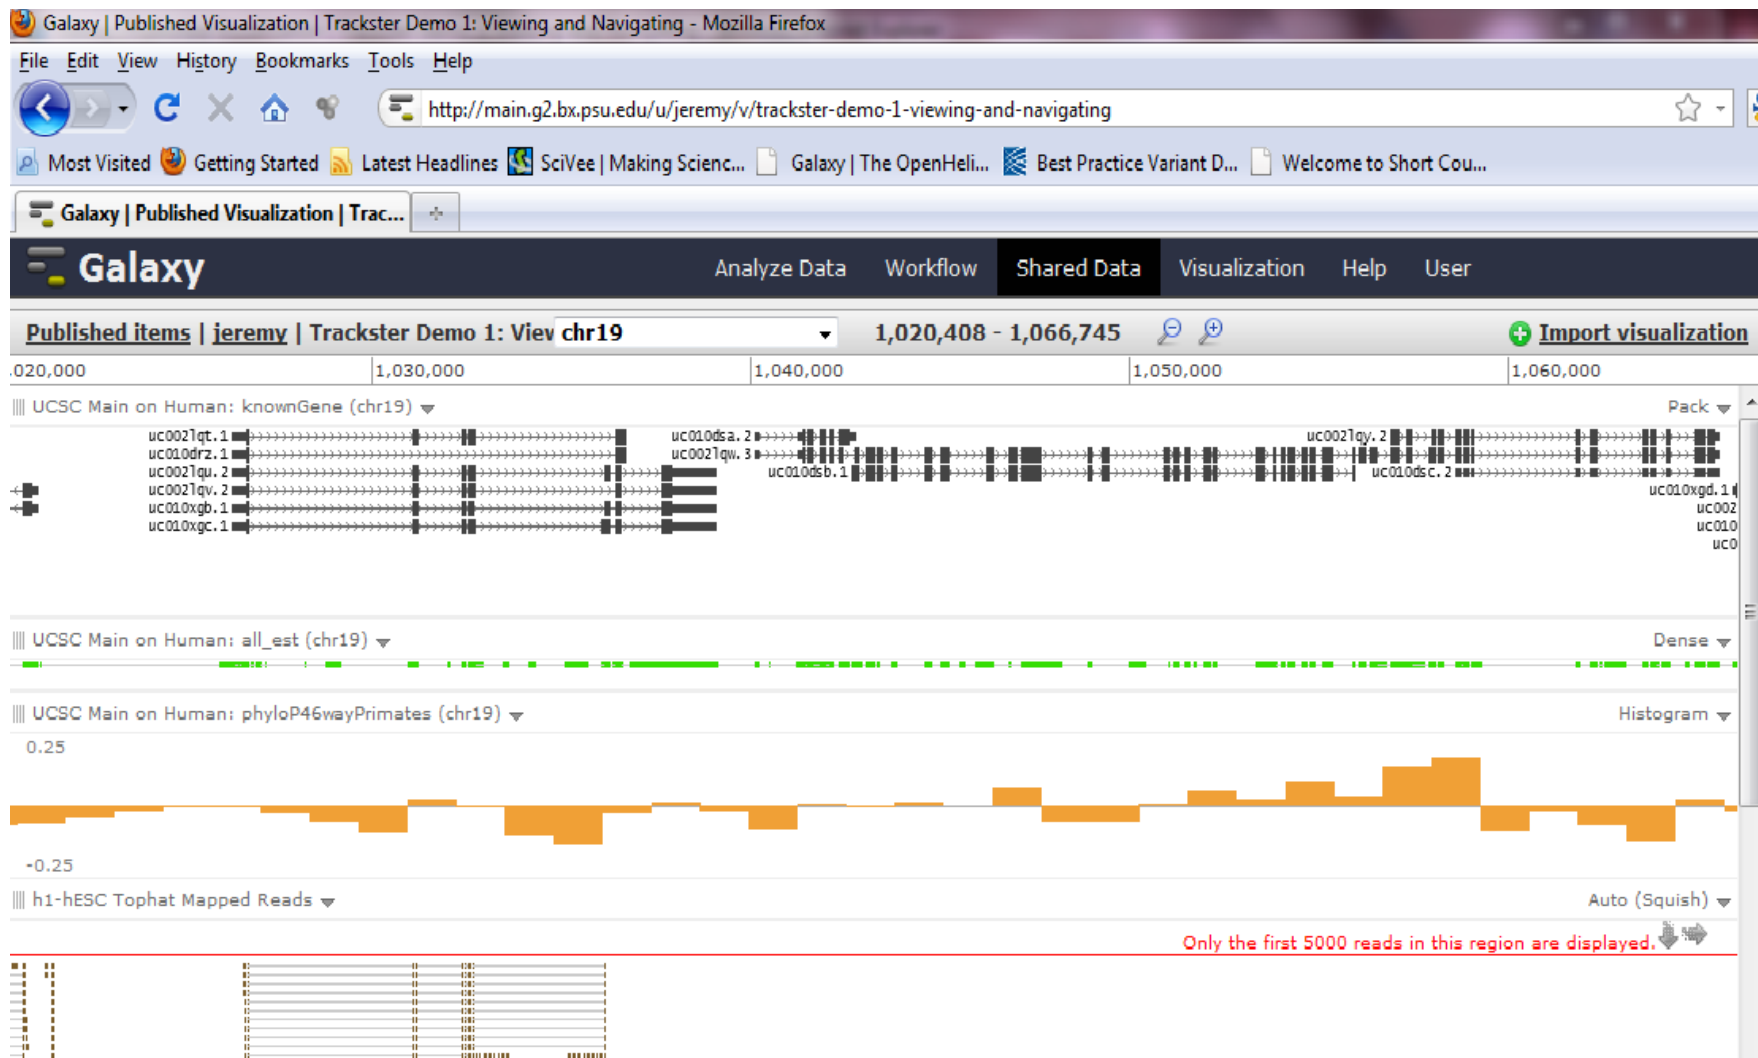 Galaxy | Published Visualization | Trackster Demo 1: Viewing and Navigating - Mozilla Firefox
File Edit View History Bookmarks Tools Help
http://main.g2.bx.psu.edu/u/jeremy/v/trackster-demo-1-viewing-and-navigating
Most Visited Getting Started Latest Headlines SciVee | Making Scienc... Galaxy | The OpenHeli... Best Practice Variant D... Welcome to Short Cou...
Galaxy | Published Visualization | Trac...
Galaxy Analyze Data Workflow Shared Data Visualization Help User
Published items | jeremy | Trackster Demo 1: View chr19 1,020,408 - 1,066,745 Import visualization
020,000 1,030,000 1,040,000 1,050,000 1,060,000
UCSC Main on Human: knownGene (chr19) Pack
uc002lqt.1 uc010dsa.2 uc002lqy.2
uc010drz.1 uc002lqw.3
uc002lqu.2 uc010dsb.1 uc010dsc.2
uc002lqv.2 uc010xgd.1
uc010xgb.1 uc002
uc010xgc.1 uc010
uc0
UCSC Main on Human: all_est (chr19) Dense
UCSC Main on Human: phyloP46wayPrimates (chr19) Histogram
0.25
-0.25
h1-hESC Tophat Mapped Reads Auto (Squish)
Only the first 5000 reads in this region are displayed.